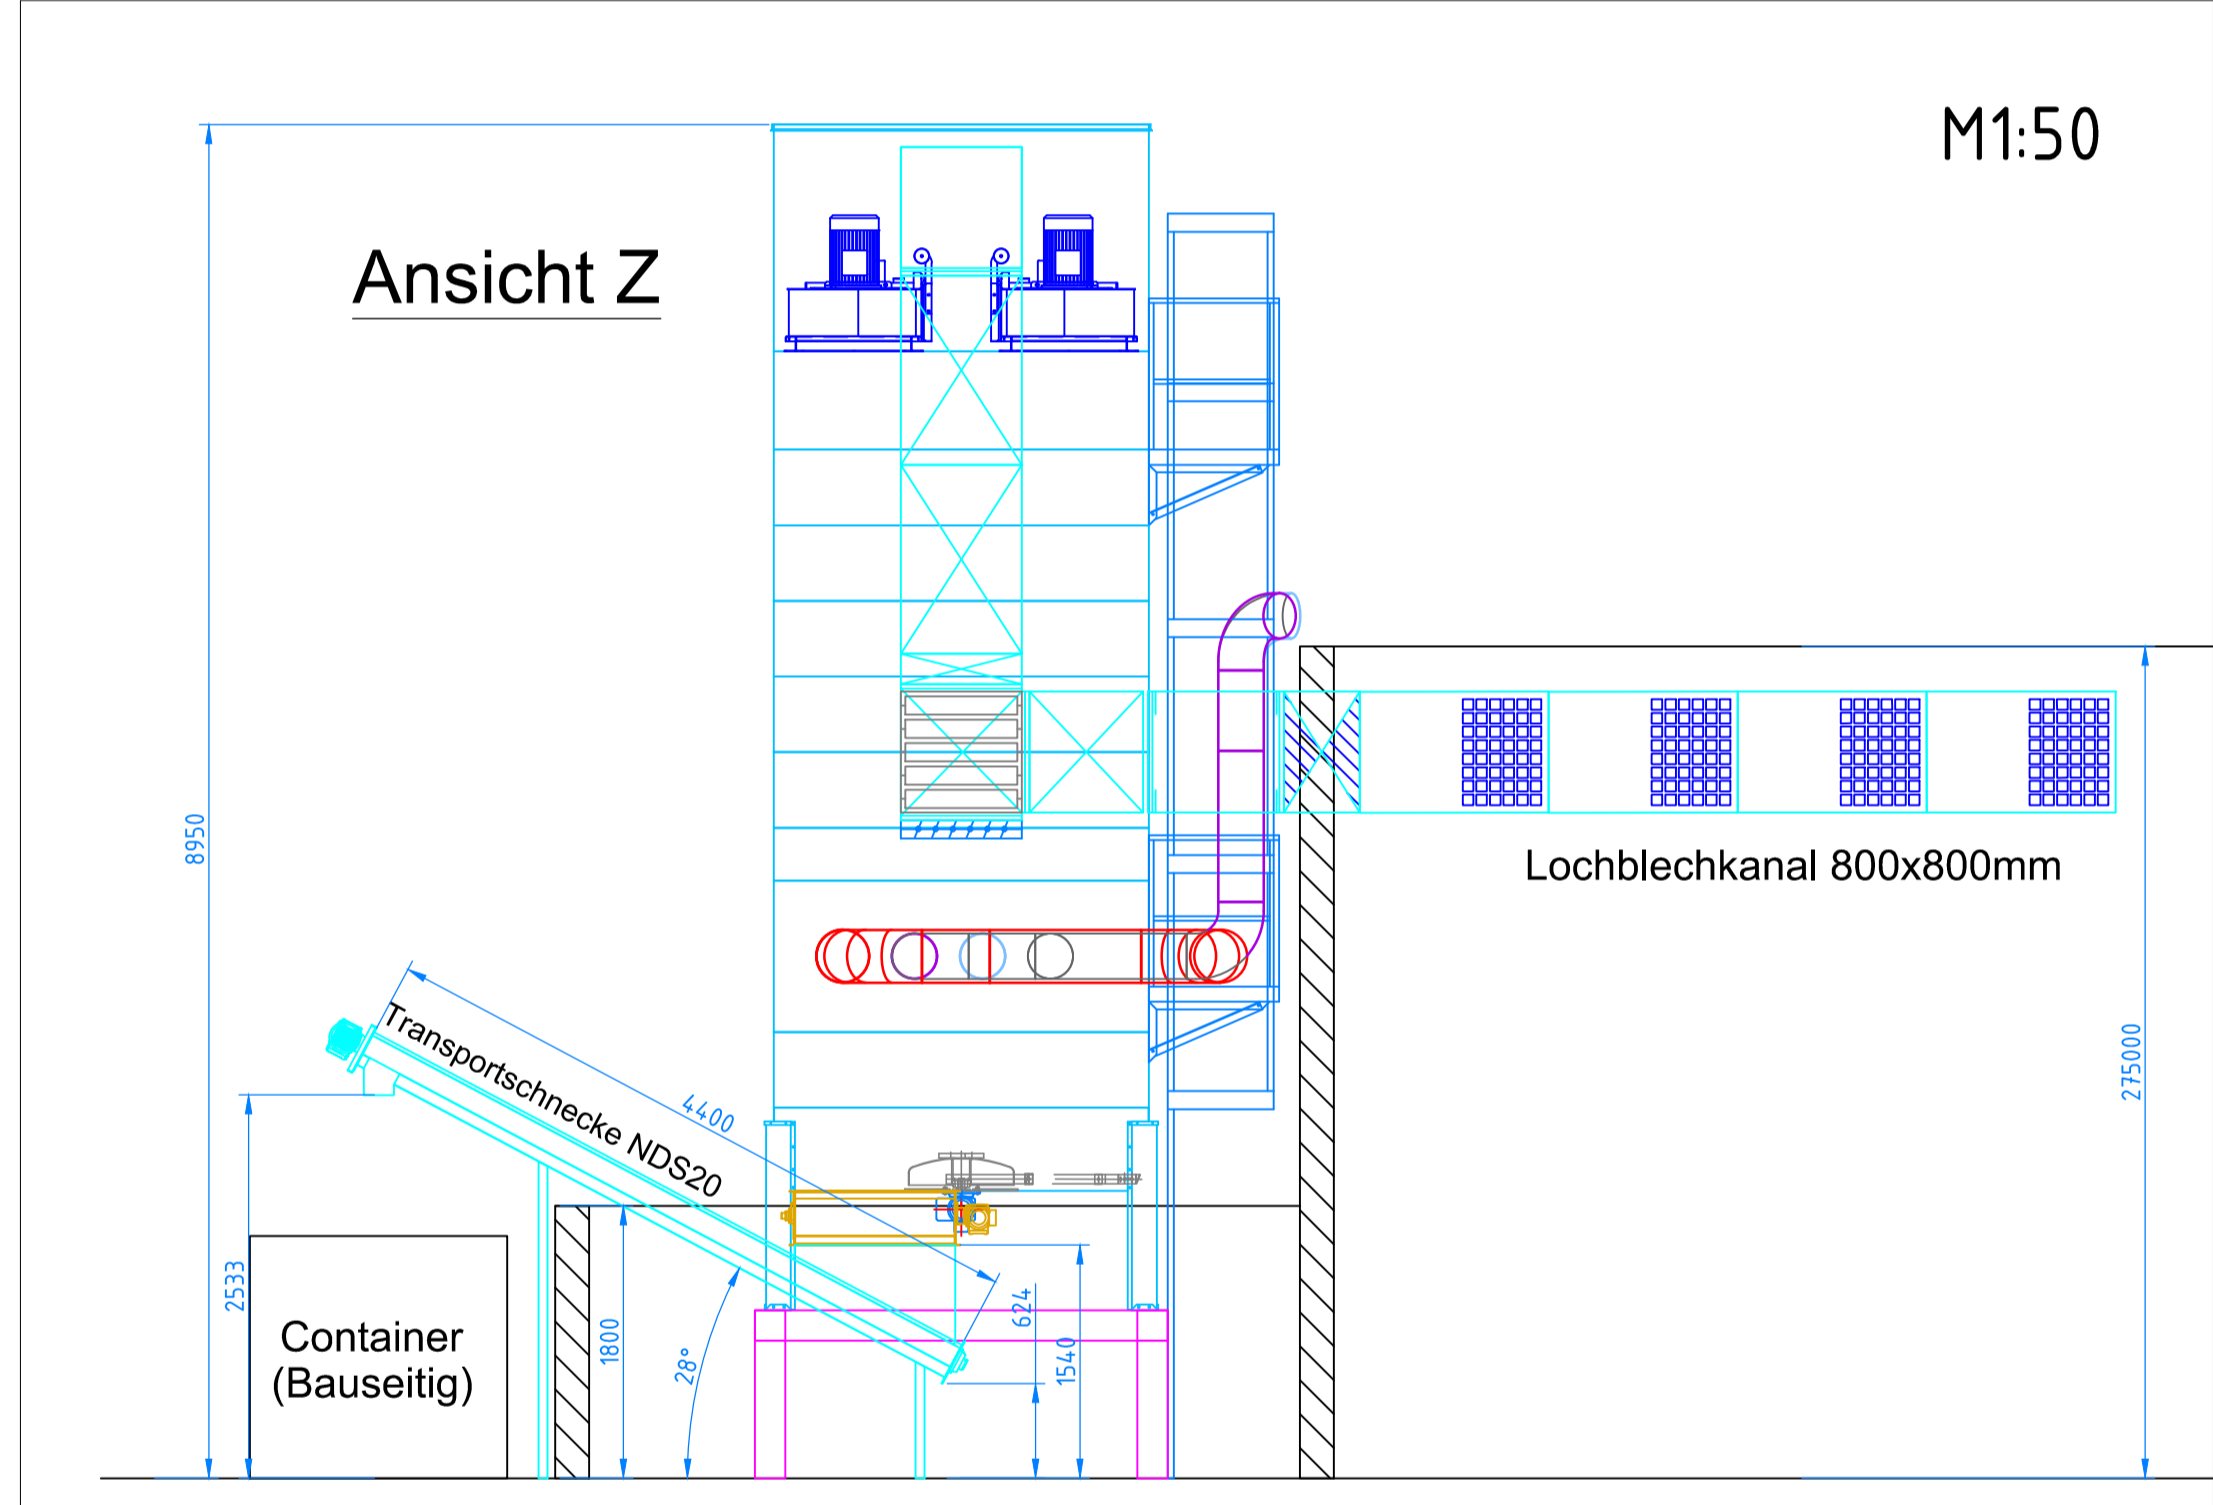 M1:50
Ansicht Z
8950
Lochblechkanal 800x800mm
275000
Transportschnecke NDS20
4400
2533
624
1800
28°
1540
Container
(Bauseitig)